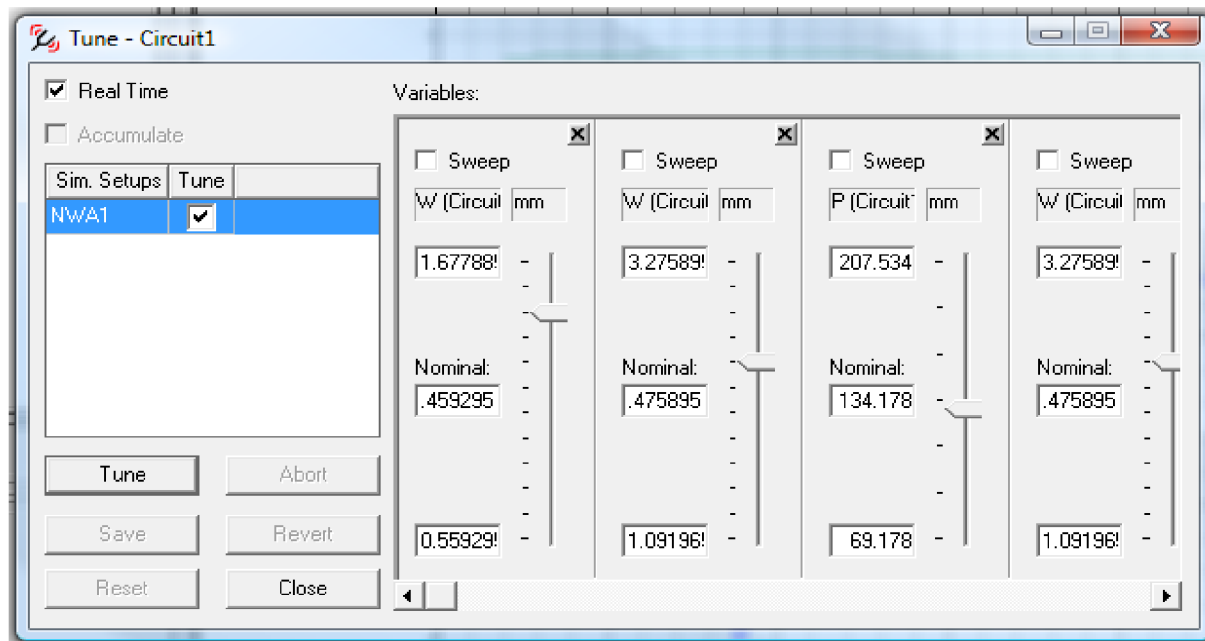 Tune - Circuit1
Real Time
Accumulate
Sim. Setups Tune
NWA1
Tune Abort
Save Revert
Reset Close
Variables:
Sweep
W (Circuit mm
1.67788
Nominal:
.459295
0.55929
Sweep
W (Circuit mm
3.27589
Nominal:
.475895
1.09196
Sweep
P (Circuit mm
207.534
Nominal:
134.178
69.178
Sweep
W (Circuit mm
3.27589
Nominal:
.475895
1.09196